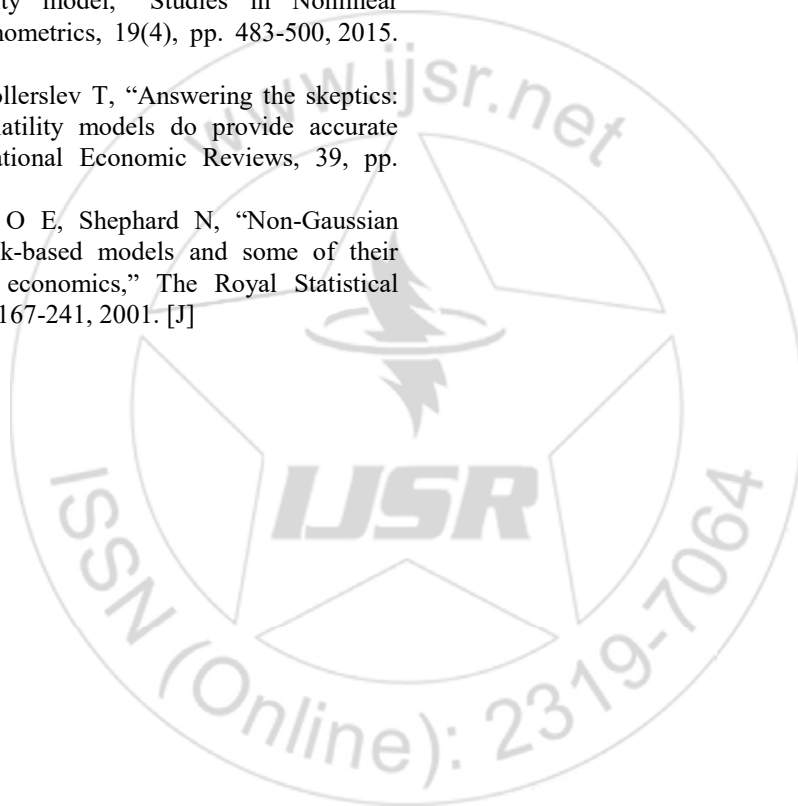 ty model, Studies in Nonlinear
nometrics, 19(4), pp. 483-500, 2015.
ollerslev T, “Answering the skeptics:
latility models do provide accurate
ational Economic Reviews, 39, pp.
O E, Shephard N, “Non-Gaussian
k-based models and some of their
economics,” The Royal Statistical
167-241, 2001. [J]
www.ijsr.net
IJSR
ISSN (Online): 2319-7064